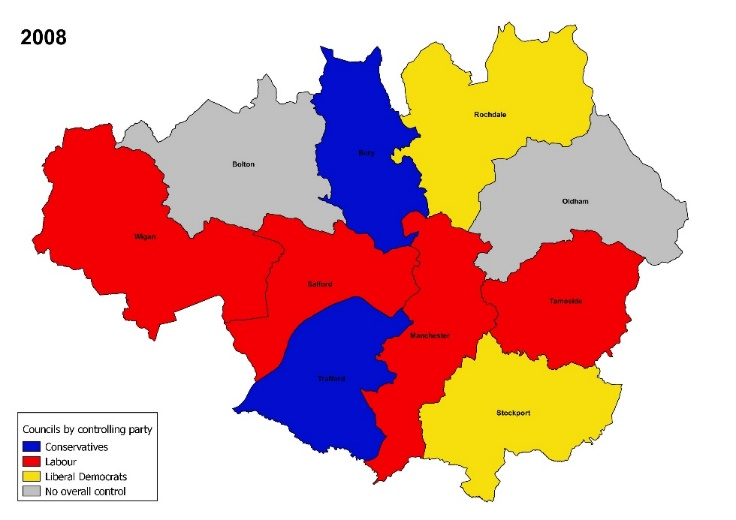 2008
Rochdale
Bury
Bolton
Oldham
Wigan
Salford
Tameside
Manchester
Trafford
Stockport
Councils by controlling party
Conservatives
Labour
Liberal Democrats
No overall control